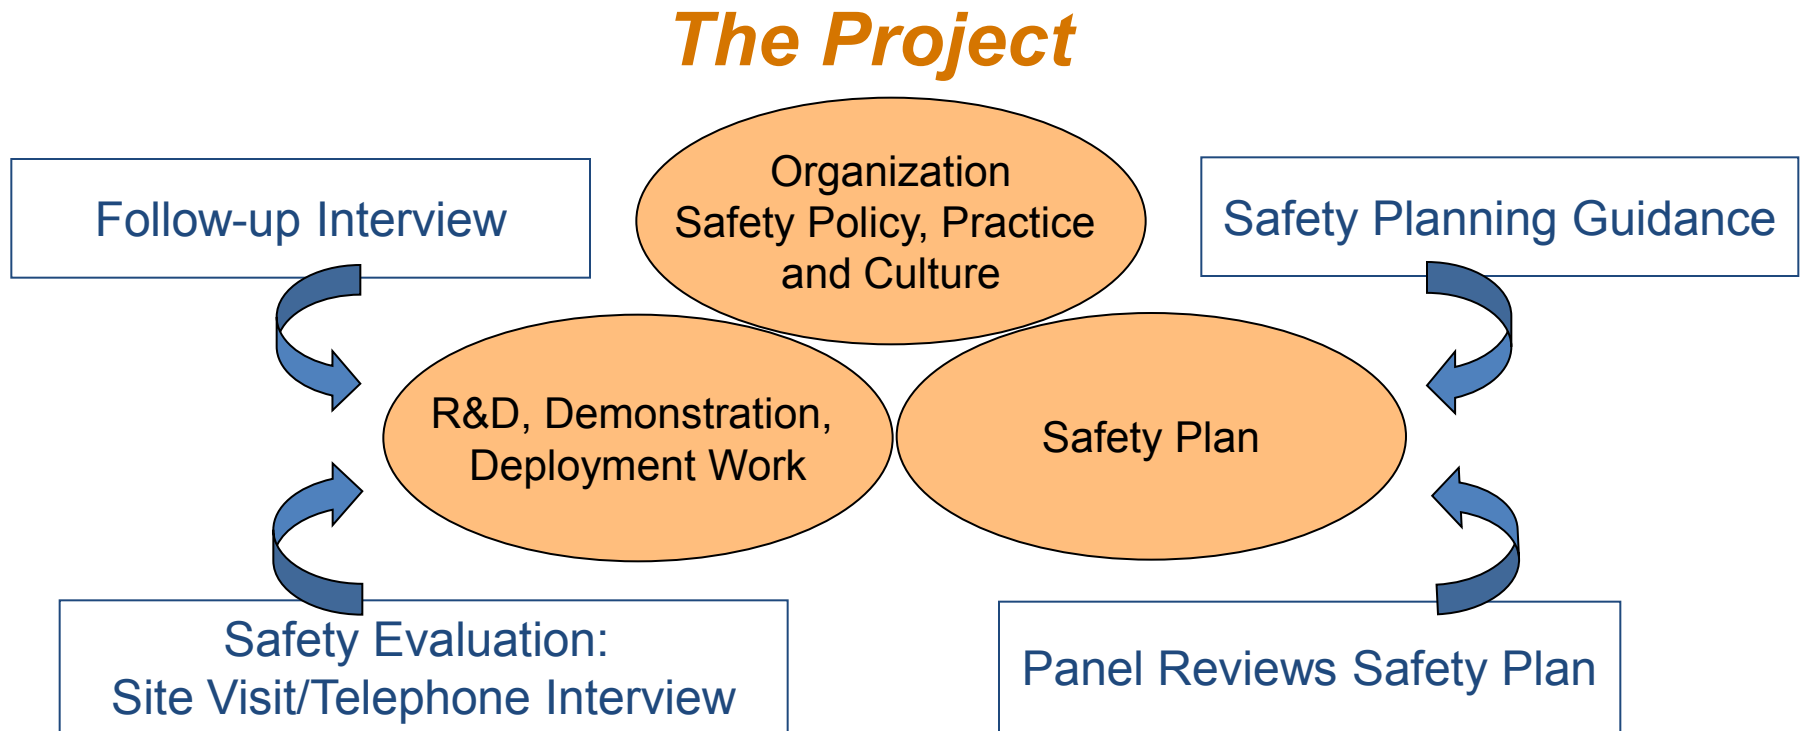 The Project
Follow-up Interview
Organization
Safety Policy, Practice
and Culture
Safety Planning Guidance
R&D, Demonstration,
Deployment Work
Safety Plan
Safety Evaluation:
Site Visit/Telephone Interview
Panel Reviews Safety Plan